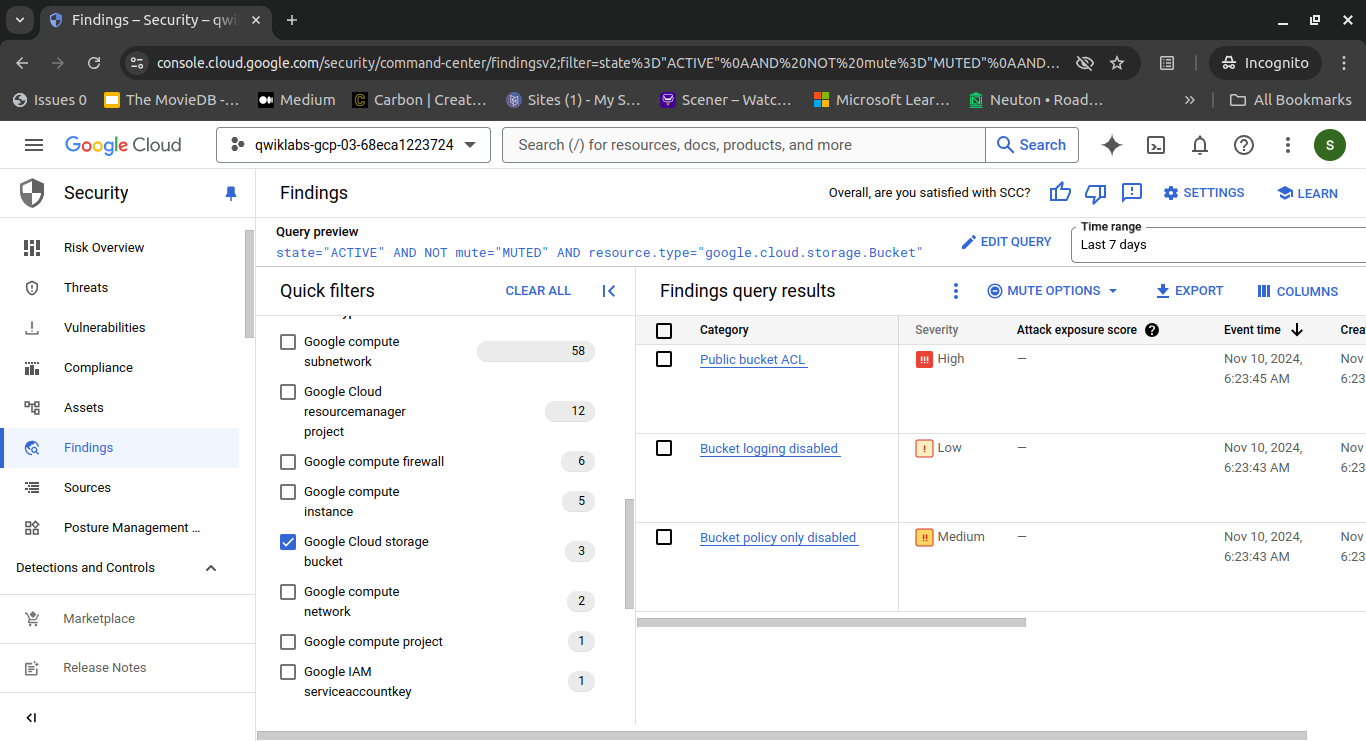 Findings – Security – qwi
console.cloud.google.com/security/command-center/findingsv2;filter=state%3D"ACTIVE"%0AAND%20NOT%20mute%3D"MUTED"%0AAND...
Incognito
Issues 0
The MovieDB -...
Medium
Carbon | Creat...
Sites (1) - My S...
Scener – Watc...
Microsoft Lear...
Neuton • Road...
»
All Bookmarks
Google Cloud
qwiklabs-gcp-03-68eca1223724
Search (/) for resources, docs, products, and more
Search
S
Security
Findings
Overall, are you satisfied with SCC?
SETTINGS
LEARN
Risk Overview
Threats
Vulnerabilities
Compliance
Assets
Findings
Sources
Posture Management ...
Detections and Controls
Marketplace
Release Notes
Query preview
state="ACTIVE" AND NOT mute="MUTED" AND resource.type="google.cloud.storage.Bucket"
EDIT QUERY
Time range
Last 7 days
Quick filters
CLEAR ALL
Google compute
subnetwork
58
Google Cloud
resourcemanager
project
12
Google compute firewall
6
Google compute
instance
5
Google Cloud storage
bucket
3
Google compute
network
2
Google compute project
1
Google IAM
serviceaccountkey
1
Findings query results
MUTE OPTIONS
EXPORT
COLUMNS
Category
Severity
Attack exposure score
Event time
Crea
Public bucket ACL
High
—
Nov 10, 2024,
6:23:45 AM
Nov
6:23
Bucket logging disabled
Low
—
Nov 10, 2024,
6:23:43 AM
Nov
6:23
Bucket policy only disabled
Medium
—
Nov 10, 2024,
6:23:43 AM
Nov
6:23